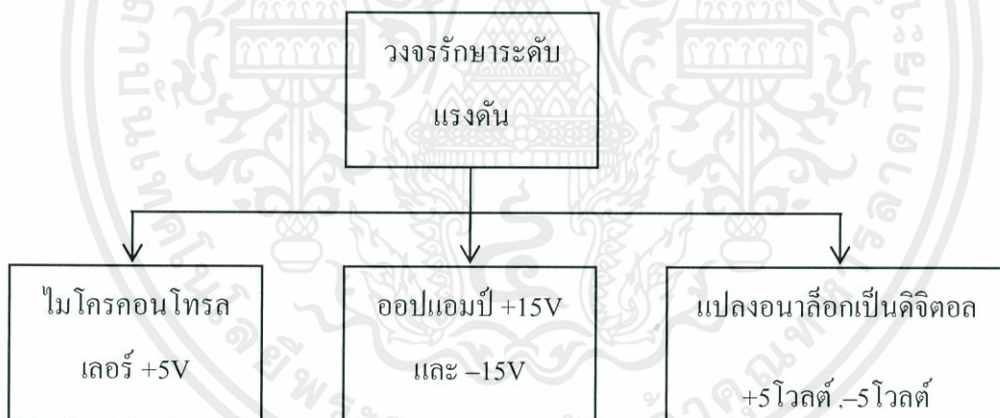 วงจรรักษาระดับ
แรงดัน
ไมโครคอนโทรล
เลอร์ +5V
ออปแอมป์ +15V
และ –15V
แปลงอนาล็อกเป็นดิจิตอล
+5โวลต์ ,–5โวลต์